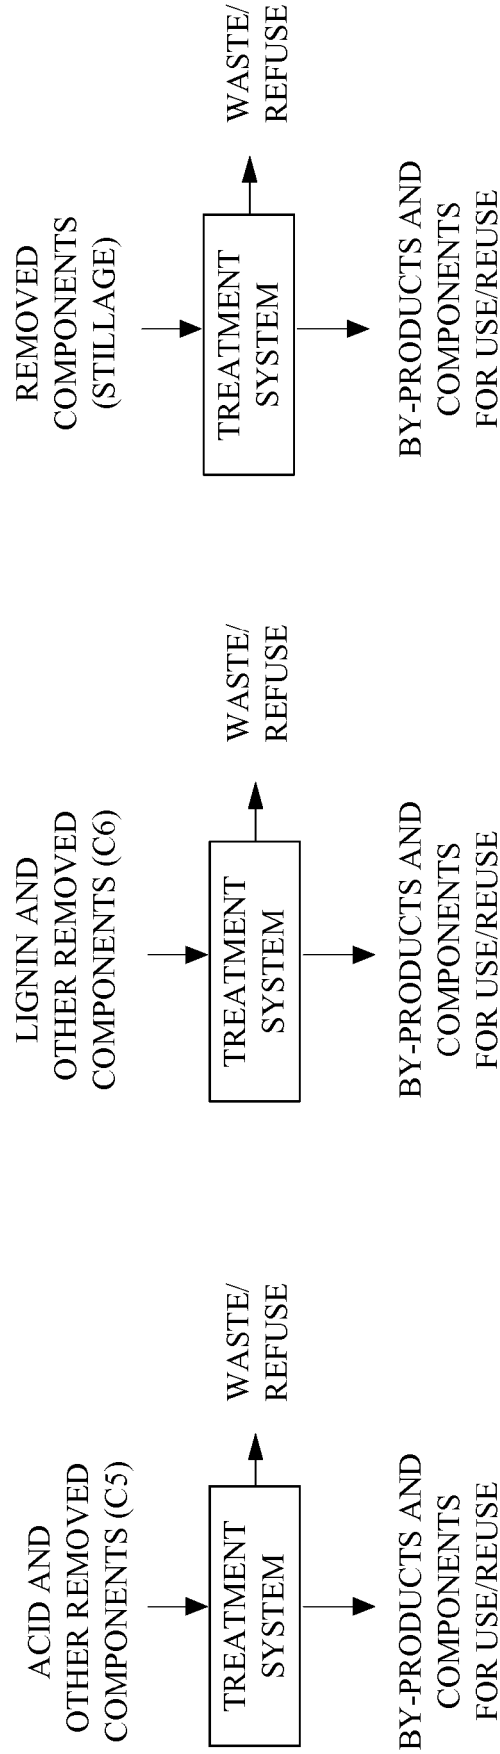 ACID AND
OTHER REMOVED
COMPONENTS (C5)
TREATMENT
SYSTEM
WASTE/
REFUSE
BY-PRODUCTS AND
COMPONENTS
FOR USE/REUSE
LIGNIN AND
OTHER REMOVED
COMPONENTS (C6)
TREATMENT
SYSTEM
WASTE/
REFUSE
BY-PRODUCTS AND
COMPONENTS
FOR USE/REUSE
REMOVED
COMPONENTS
(STILLAGE)
TREATMENT
SYSTEM
WASTE/
REFUSE
BY-PRODUCTS AND
COMPONENTS
FOR USE/REUSE